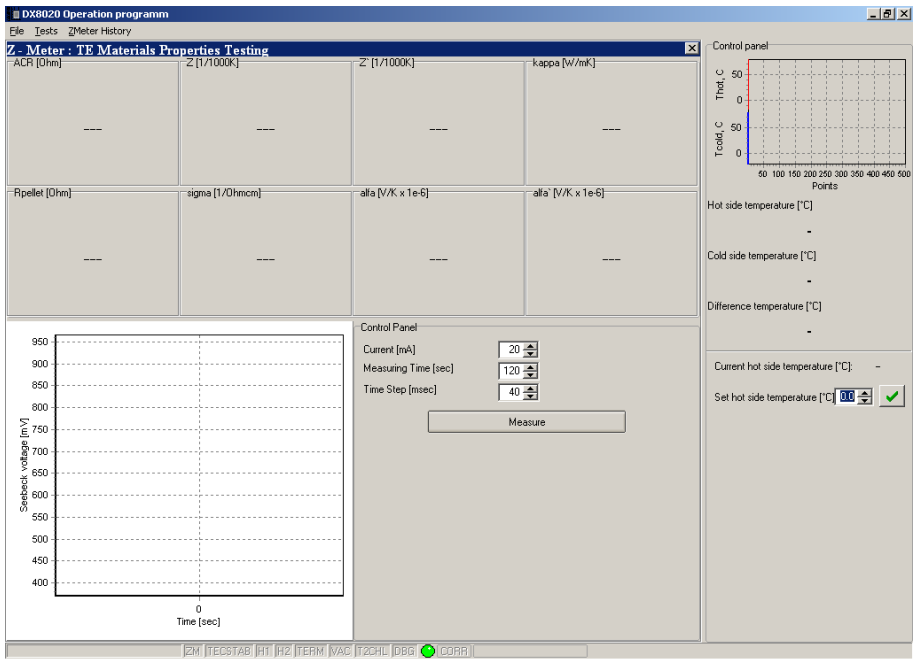 DX8020 Operation programm
File Tests ZMeter History
Z - Meter : TE Materials Properties Testing
ACR [Ohm] Z [1/1000K] Z` [1/1000K] kappa [W/mK]
--- --- --- ---
Rpellet [Ohm] sigma [1/Ohmcm] alfa [V/K x 1e-6] alfa` [V/K x 1e-6]
--- --- --- ---
950
900
850
800
750
700
650
600
550
500
450
400
Seebeck voltage [mV]
0
Time [sec]
Control Panel
Current [mA] 20
Measuring Time [sec] 120
Time Step [msec] 40
Measure
Control panel
Thot, C
50
0
Tcold, C
50
0
50 100 150 200 250 300 350 400 450 500
Points
Hot side temperature [°C]
-
Cold side temperature [°C]
-
Difference temperature [°C]
-
Current hot side temperature [°C]: -
Set hot side temperature [°C] 0.0
ZM TECSTAB H1 H2 TERM VAC T2CHL DBG CORR